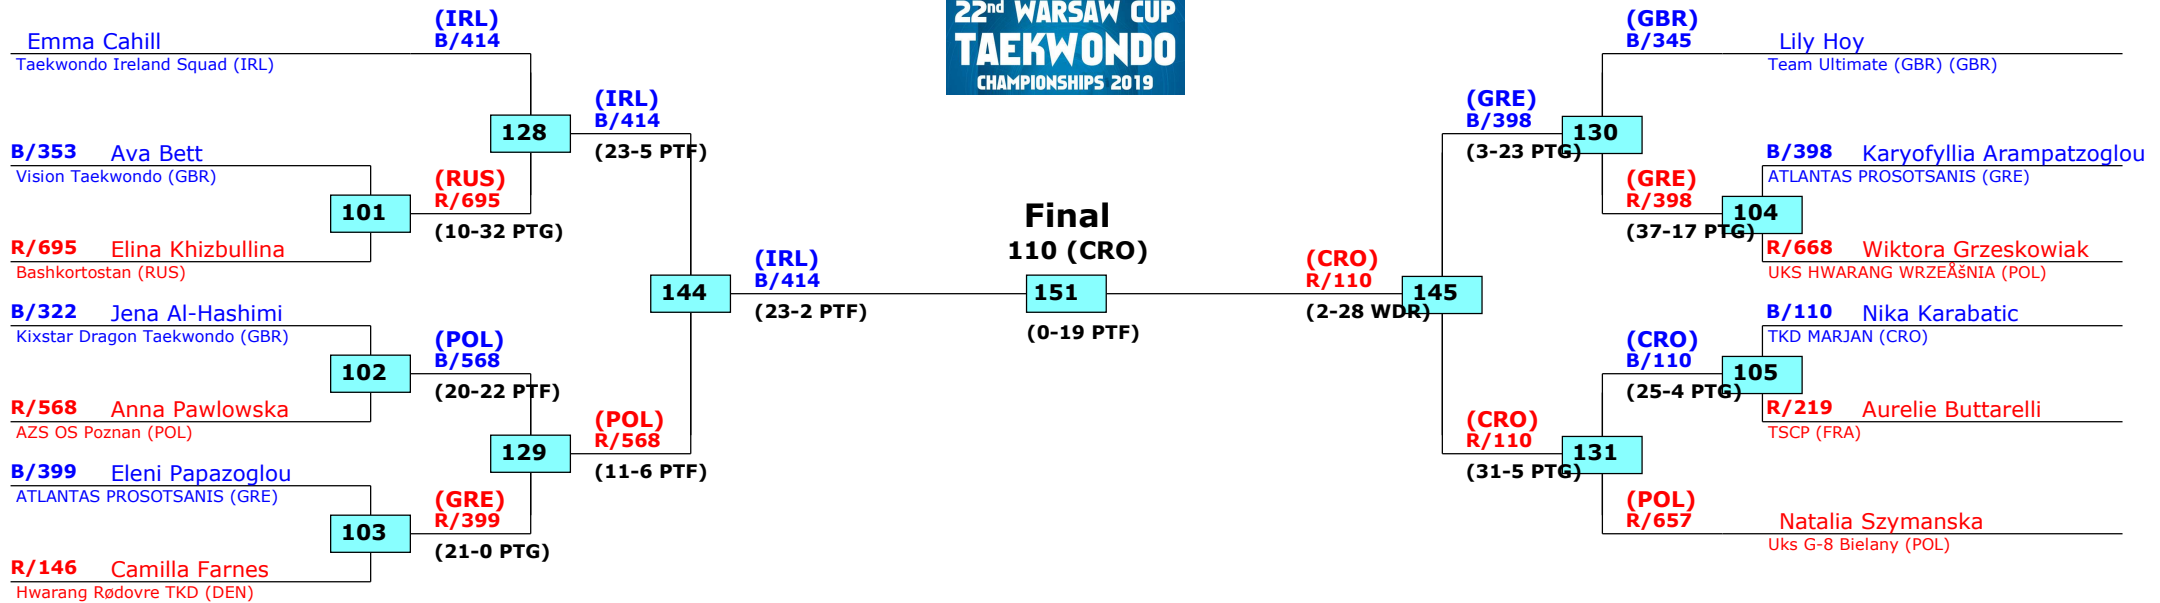 22nd WARSAW CUP
TAEKWONDO
CHAMPIONSHIPS 2019
(IRL)
B/414
Emma Cahill
Taekwondo Ireland Squad (IRL)
128
(IRL)
B/414
(23-5 PTF)
B/353 Ava Bett
Vision Taekwondo (GBR)
101
(RUS)
R/695
(10-32 PTG)
R/695 Elina Khizbullina
Bashkortostan (RUS)
144
(IRL)
B/414
(23-2 PTF)
B/322 Jena Al-Hashimi
Kixstar Dragon Taekwondo (GBR)
102
(POL)
B/568
(20-22 PTF)
R/568 Anna Pawlowska
AZS OS Poznan (POL)
129
(POL)
R/568
(11-6 PTF)
B/399 Eleni Papazoglou
ATLANTAS PROSOTSANIS (GRE)
103
(GRE)
R/399
(21-0 PTG)
R/146 Camilla Farnes
Hwarang Rødovre TKD (DEN)
Final
110 (CRO)
151
(0-19 PTF)
(CRO)
R/110
(2-28 WDR)
145
(GRE)
B/398
(3-23 PTG)
130
(GBR)
B/345
Lily Hoy
Team Ultimate (GBR) (GBR)
(GRE)
R/398
(37-17 PTG)
104
B/398 Karyofyllia Arampatzoglou
ATLANTAS PROSOTSANIS (GRE)
R/668 Wiktora Grzeskowiak
UKS HWARANG WRZEÅšNIA (POL)
B/110 Nika Karabatic
TKD MARJAN (CRO)
(CRO)
B/110
(25-4 PTG)
105
R/219 Aurelie Buttarelli
TSCP (FRA)
(CRO)
R/110
(31-5 PTG)
131
(POL)
R/657
Natalia Szymanska
Uks G-8 Bielany (POL)